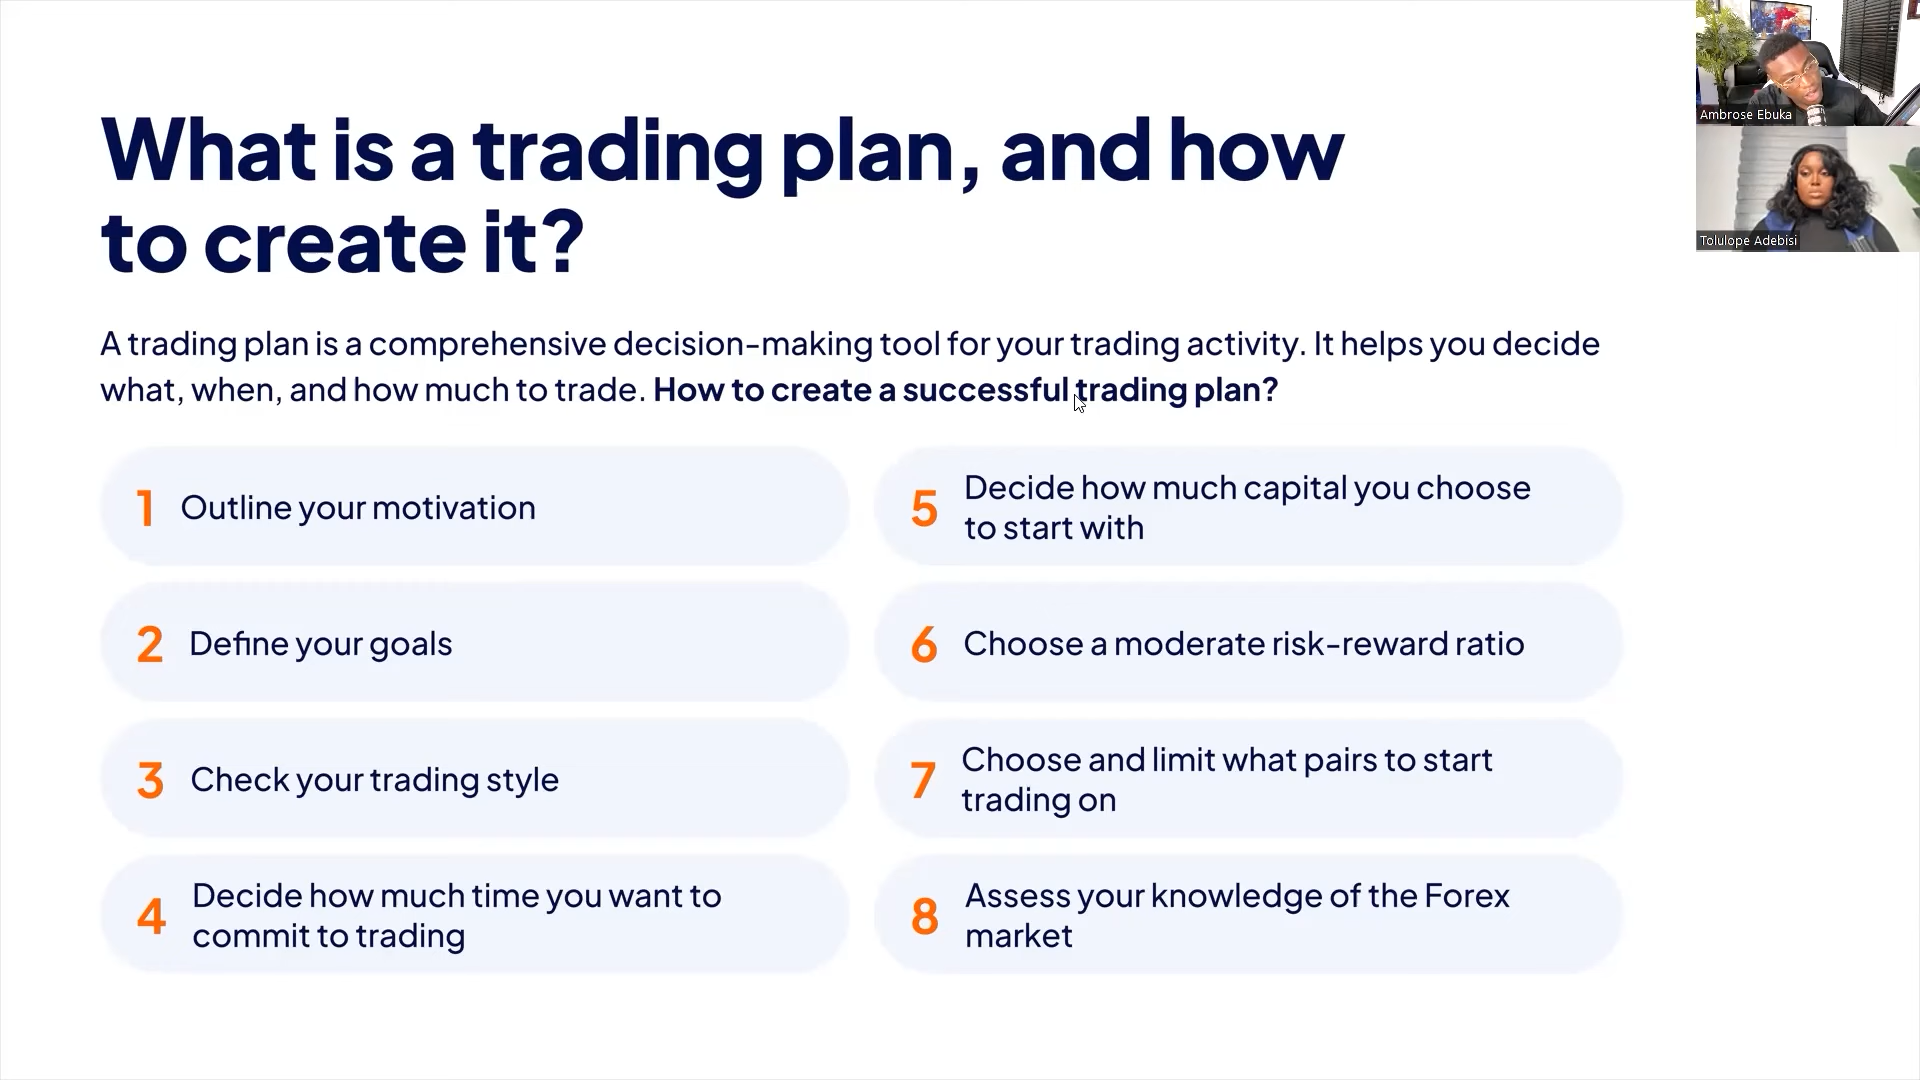 What is a trading plan, and how
to create it?
A trading plan is a comprehensive decision-making tool for your trading activity. It helps you decide
what, when, and how much to trade. How to create a successful trading plan?
1 Outline your motivation
2 Define your goals
3 Check your trading style
4 Decide how much time you want to
commit to trading
5 Decide how much capital you choose
to start with
6 Choose a moderate risk-reward ratio
7 Choose and limit what pairs to start
trading on
8 Assess your knowledge of the Forex
market
Ambrose Ebuka
Tolulope Adebisi